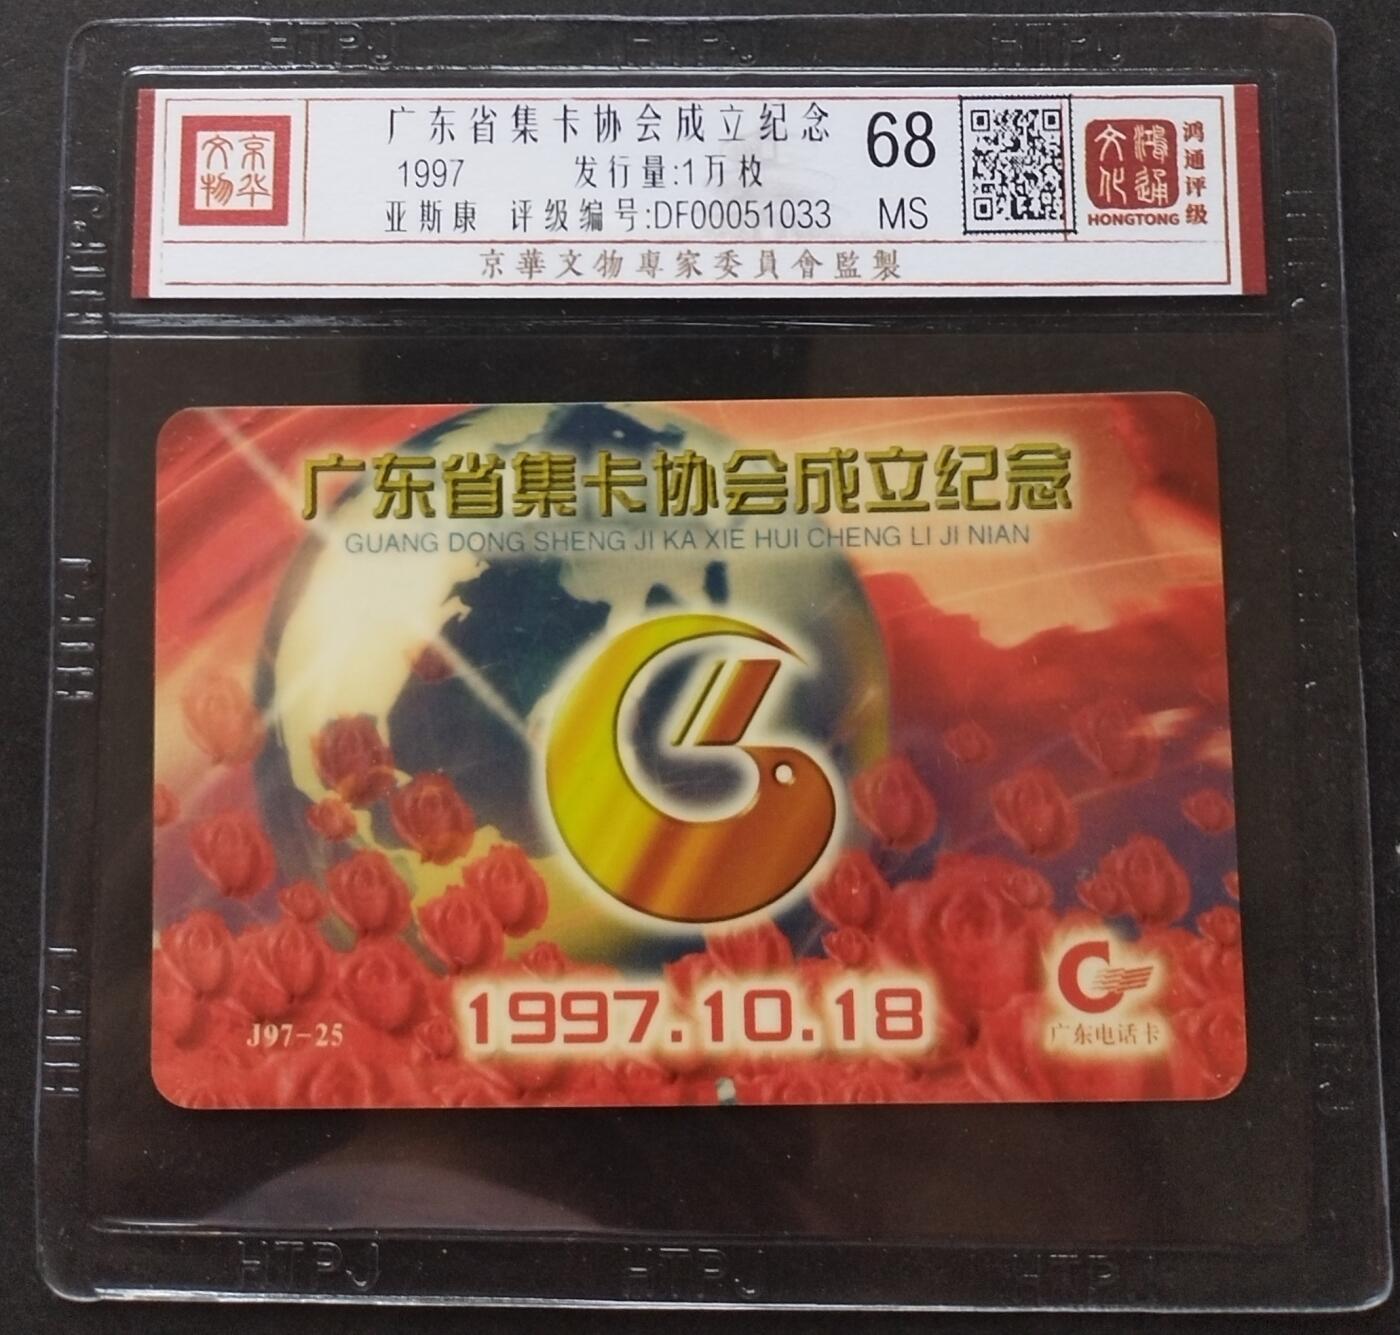 HTPJ HTPJ HTPJ
京华文物
广东省集卡协会成立纪念 68
1997 发行量:1万枚
亚斯康 评级编号:DF00051033 MS
鸿通文化
HONGTONG
鸿通评级
京華文物專家委員會監製
HTPJ
HTPJ
HTPJ
广东省集卡协会成立纪念
GUANG DONG SHENG JI KA XIE HUI CHENG LI JI NIAN
J97-25
1997.10.18
广东电话卡
HTPJ HTPJ HTPJ